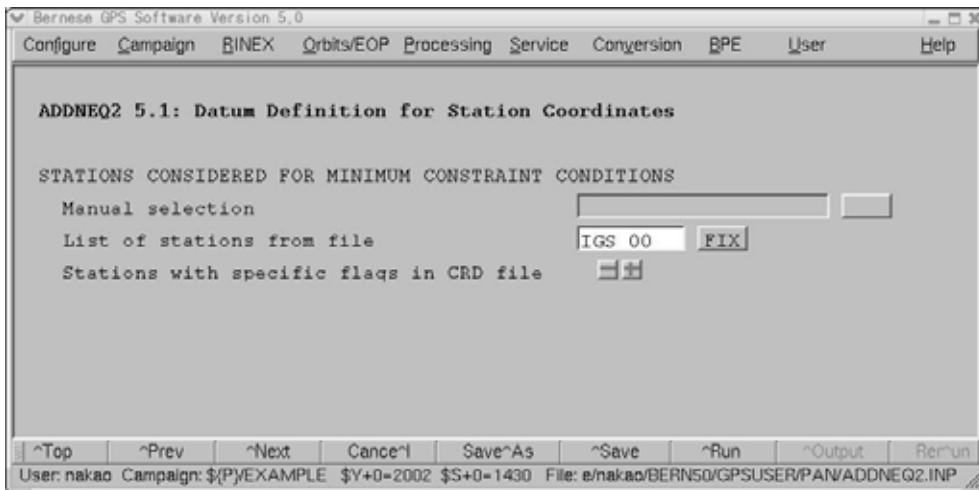 Bernese GPS Software Version 5.0
Configure Campaign RINEX Orbits/EOP Processing Service Conversion BPE User Help
ADDNEQ2 5.1: Datum Definition for Station Coordinates
STATIONS CONSIDERED FOR MINIMUM CONSTRAINT CONDITIONS
Manual selection
List of stations from file IGS 00 FIX
Stations with specific flags in CRD file
^Top ^Prev ^Next Cance^l Save^As ^Save ^Run ^Output Rer^un
User: nakao Campaign: ${P}/EXAMPLE $Y+0=2002 $S+0=1430 File: e/nakao/BERN50/GPSUSER/PAN/ADDNEQ2.INP